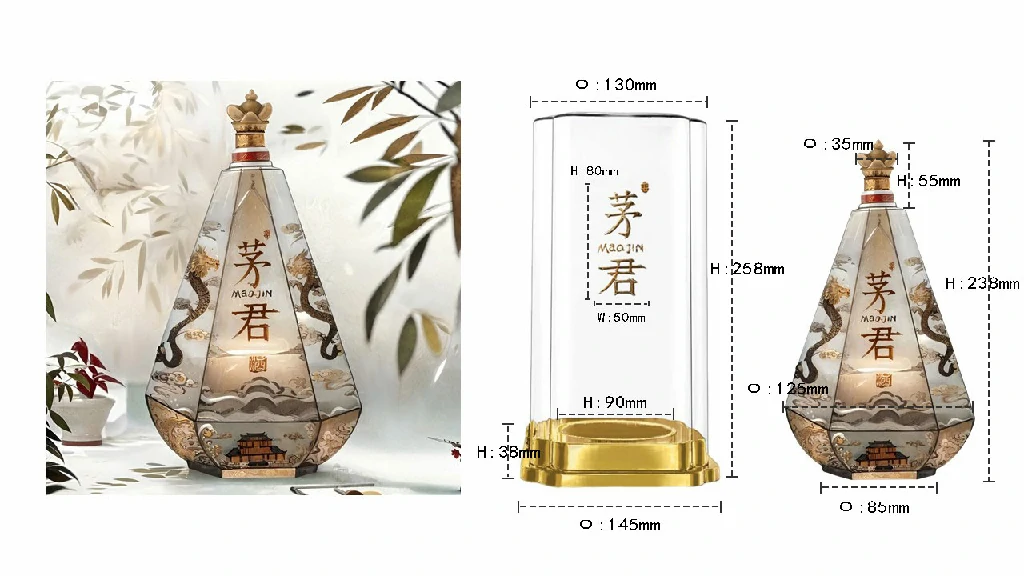 茅
MAOJIN
君
O:130mm
H 80mm
茅
MAOJIN
君
W:50mm
H:258mm
H:90mm
H:38mm
O:145mm
O:35mm
H:55mm
H:238mm
茅
MAOJIN
君
O:125mm
O:85mm